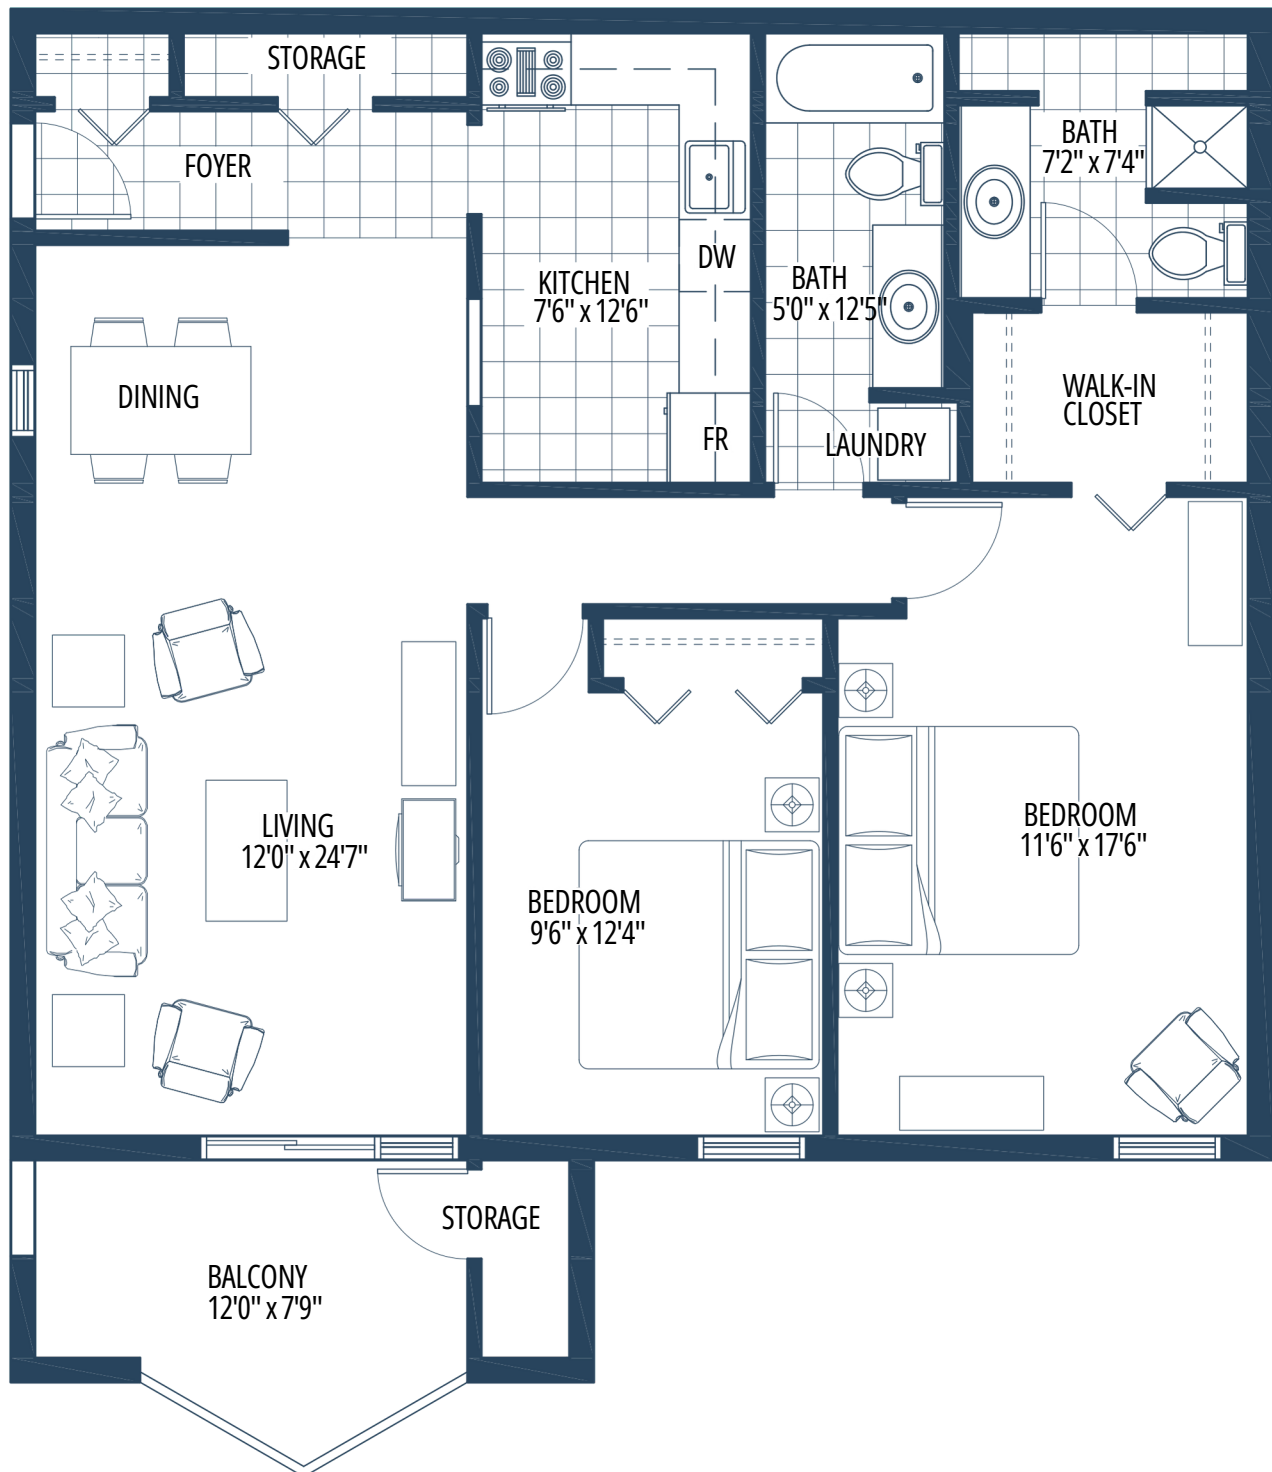 STORAGE
FOYER
BATH
7'2" x 7'4"
KITCHEN
7'6" x 12'6"
DW
BATH
5'0" x 12'5"
DINING
WALK-IN
CLOSET
FR
LAUNDRY
LIVING
12'0" x 24'7"
BEDROOM
11'6" x 17'6"
BEDROOM
9'6" x 12'4"
STORAGE
BALCONY
12'0" x 7'9"